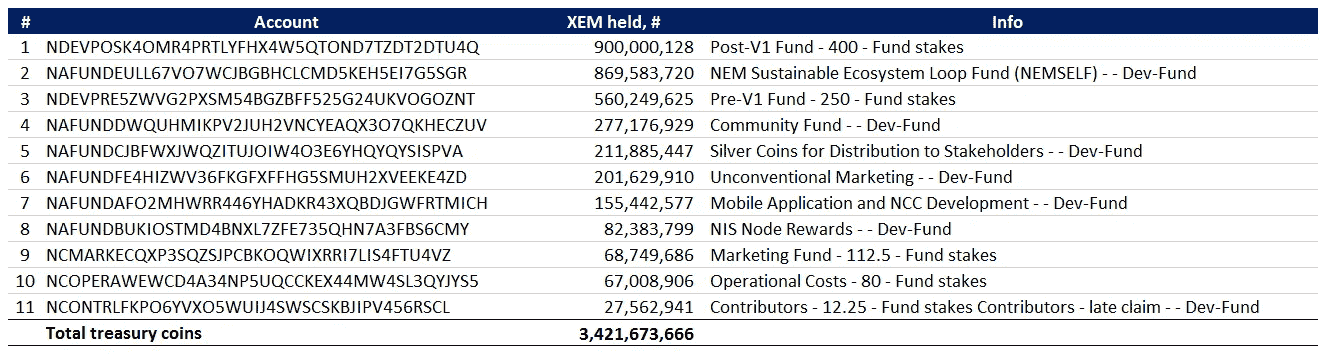 # Account XEM held, # Info
1 NDEVPOSK4OMR4PRTLYFHX4W5QTOND7TZDT2DTU4Q 900,000,128 Post-V1 Fund - 400 - Fund stakes
2 NAFUNDEULL67VO7WCJBGBHCLCMD5KEH5EI7G5SGR 869,583,720 NEM Sustainable Ecosystem Loop Fund (NEMSELF) - - Dev-Fund
3 NDEVPRE5ZWVG2PXSM54BGZBFF525G24UKVOGOZNT 560,249,625 Pre-V1 Fund - 250 - Fund stakes
4 NAFUNDDWQUHMIKPV2JUH2VNCYEAQX3O7QKHECZUV 277,176,929 Community Fund - - Dev-Fund
5 NAFUNDCJBFWXJWQZITUJOIW4O3E6YHQYQYSISPVA 211,885,447 Silver Coins for Distribution to Stakeholders - - Dev-Fund
6 NAFUNDFE4HIZWV36FKGFXFFHG5SMUH2XVEEKE4ZD 201,629,910 Unconventional Marketing - - Dev-Fund
7 NAFUNDAFO2MHWRR446YHADKR43XQBDJGWFRTMICH 155,442,577 Mobile Application and NCC Development - - Dev-Fund
8 NAFUNDBUKIOSTMD4BNXL7ZFE735QHN7A3FBS6CMY 82,383,799 NIS Node Rewards - - Dev-Fund
9 NCMARKECQXP3SQZSJPCBKOQWIXRRI7LIS4FTU4VZ 68,749,686 Marketing Fund - 112.5 - Fund stakes
10 NCOPERAWEWCD4A34NP5UQCCKEX44MW4SL3QYJYS5 67,008,906 Operational Costs - 80 - Fund stakes
11 NCONTRLFKPO6YVXO5WUIJ4SWSCSKBJIPV456RSCL 27,562,941 Contributors - 12.25 - Fund stakes Contributors - late claim - - Dev-Fund
Total treasury coins 3,421,673,666